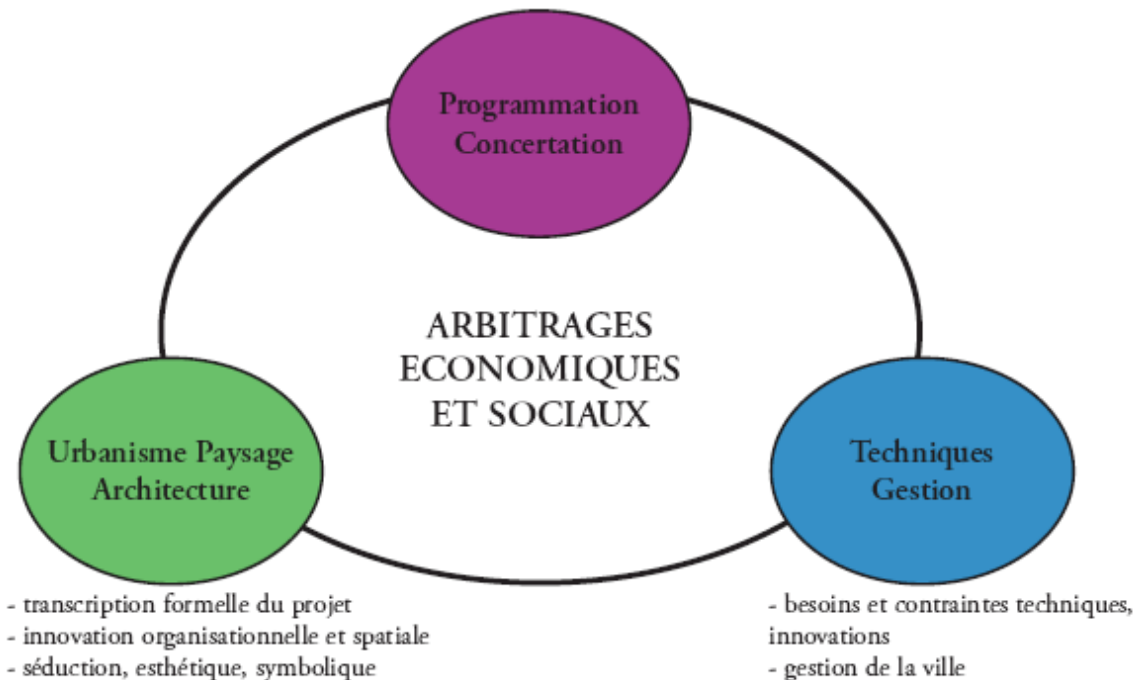 Programmation
Concertation
ARBITRAGES
ECONOMIQUES
ET SOCIAUX
Urbanisme Paysage
Architecture
Techniques
Gestion
- transcription formelle du projet
- innovation organisationnelle et spatiale
- séduction, esthétique, symbolique
- besoins et contraintes techniques,
innovations
- gestion de la ville